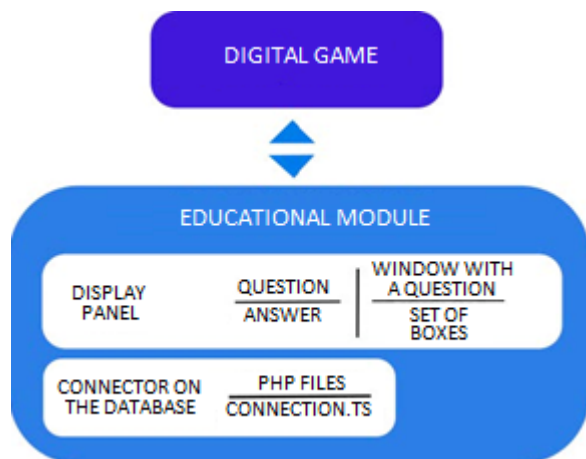 DIGITAL GAME
EDUCATIONAL MODULE
DISPLAY
PANEL
QUESTION
ANSWER
WINDOW WITH
A QUESTION
SET OF
BOXES
CONNECTOR ON
THE DATABASE
PHP FILES
CONNECTION.TS